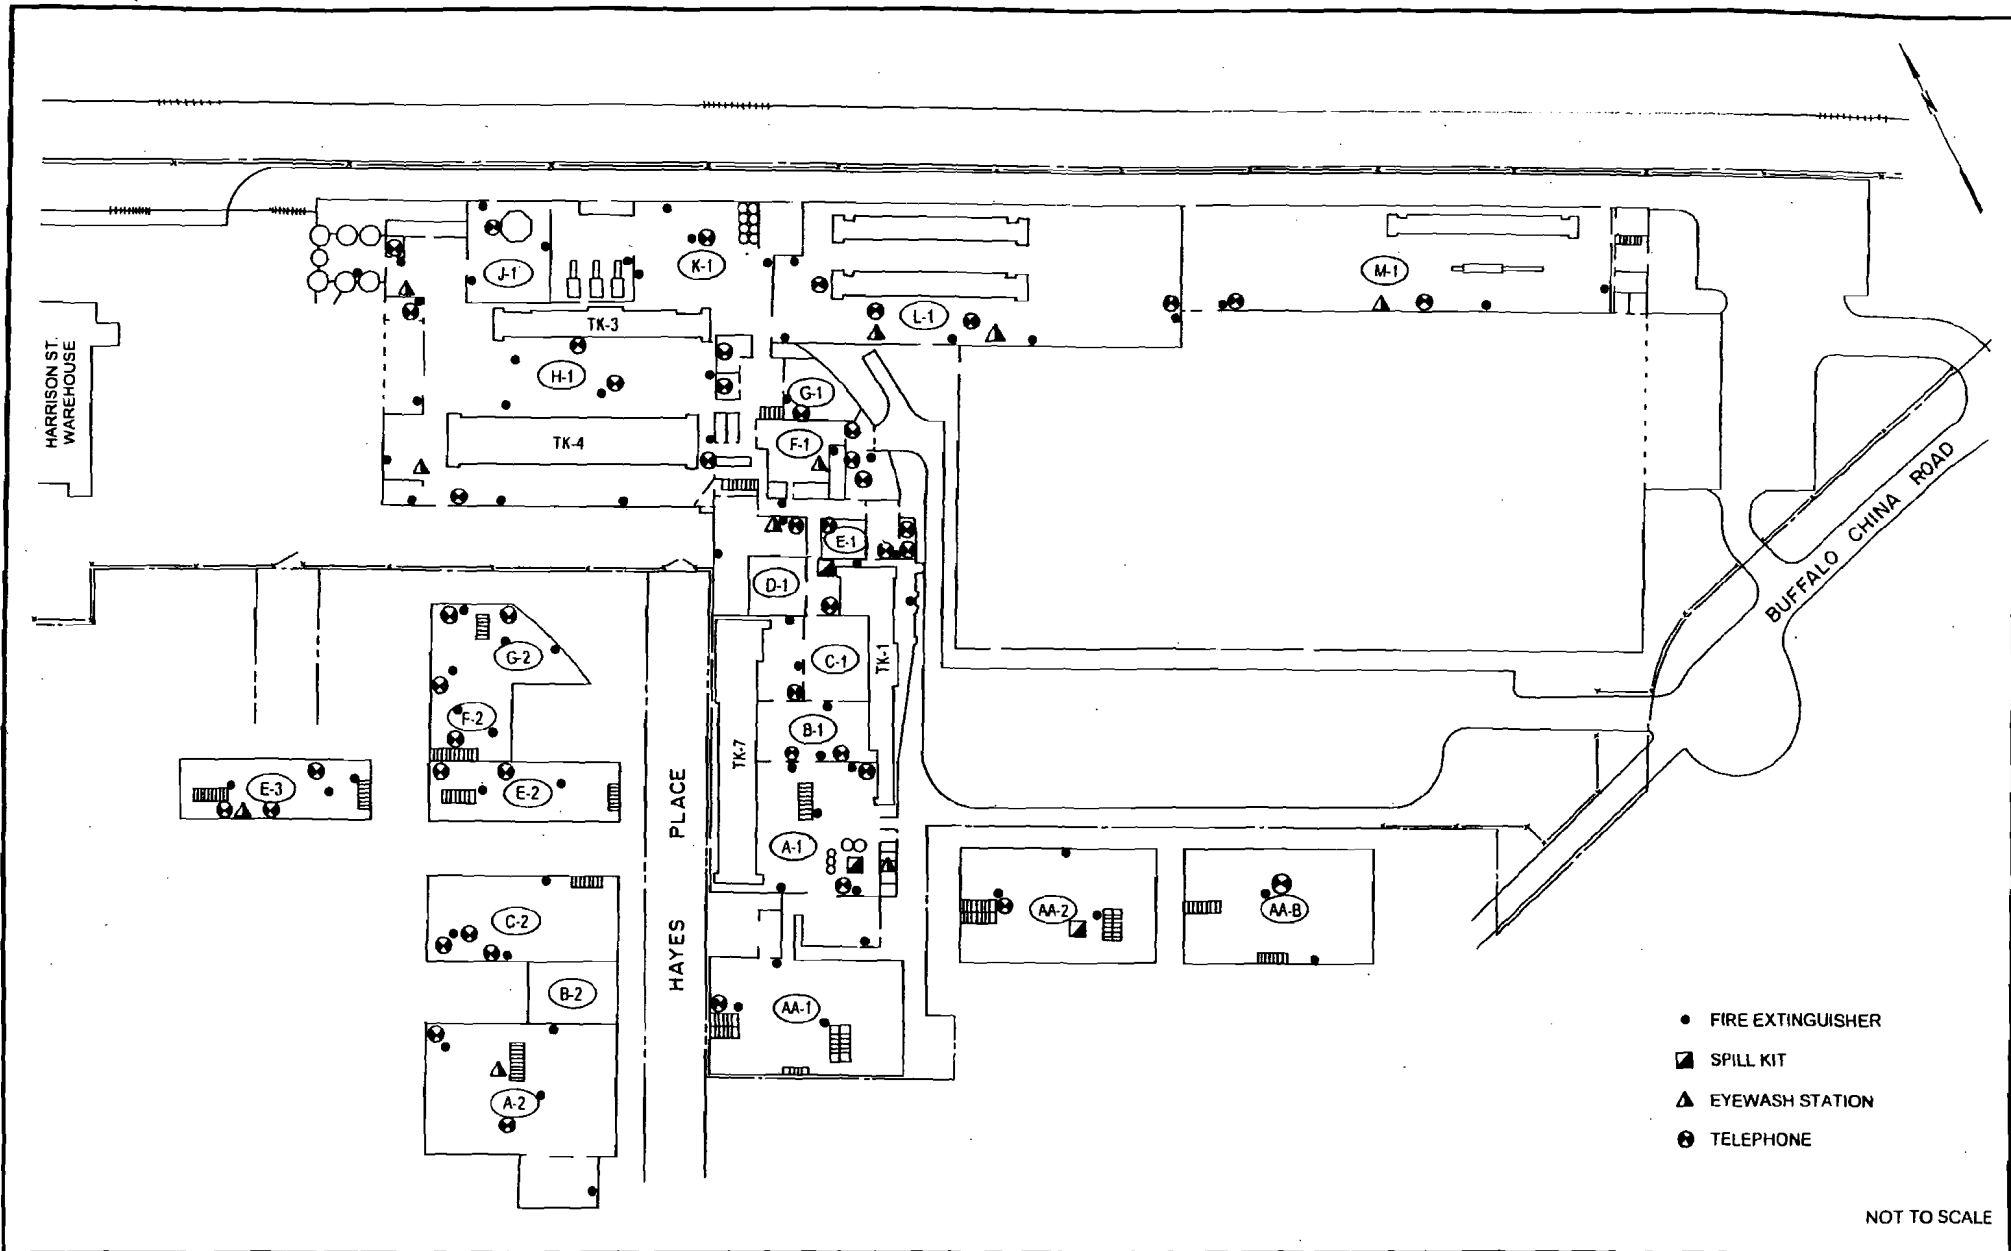 J-1
K-1
M-1
L-1
TK-3
HARRISON ST.
WAREHOUSE
H-1
G-1
TK-4
F-1
E-1
D-1
BUFFALO CHINA ROAD
G-2
C-1
TK-1
F-2
B-1
TK-7
E-3
E-2
HAYES PLACE
A-1
C-2
AA-2
AA-B
B-2
AA-1
A-2
FIRE EXTINGUISHER
SPILL KIT
EYEWASH STATION
TELEPHONE
NOT TO SCALE